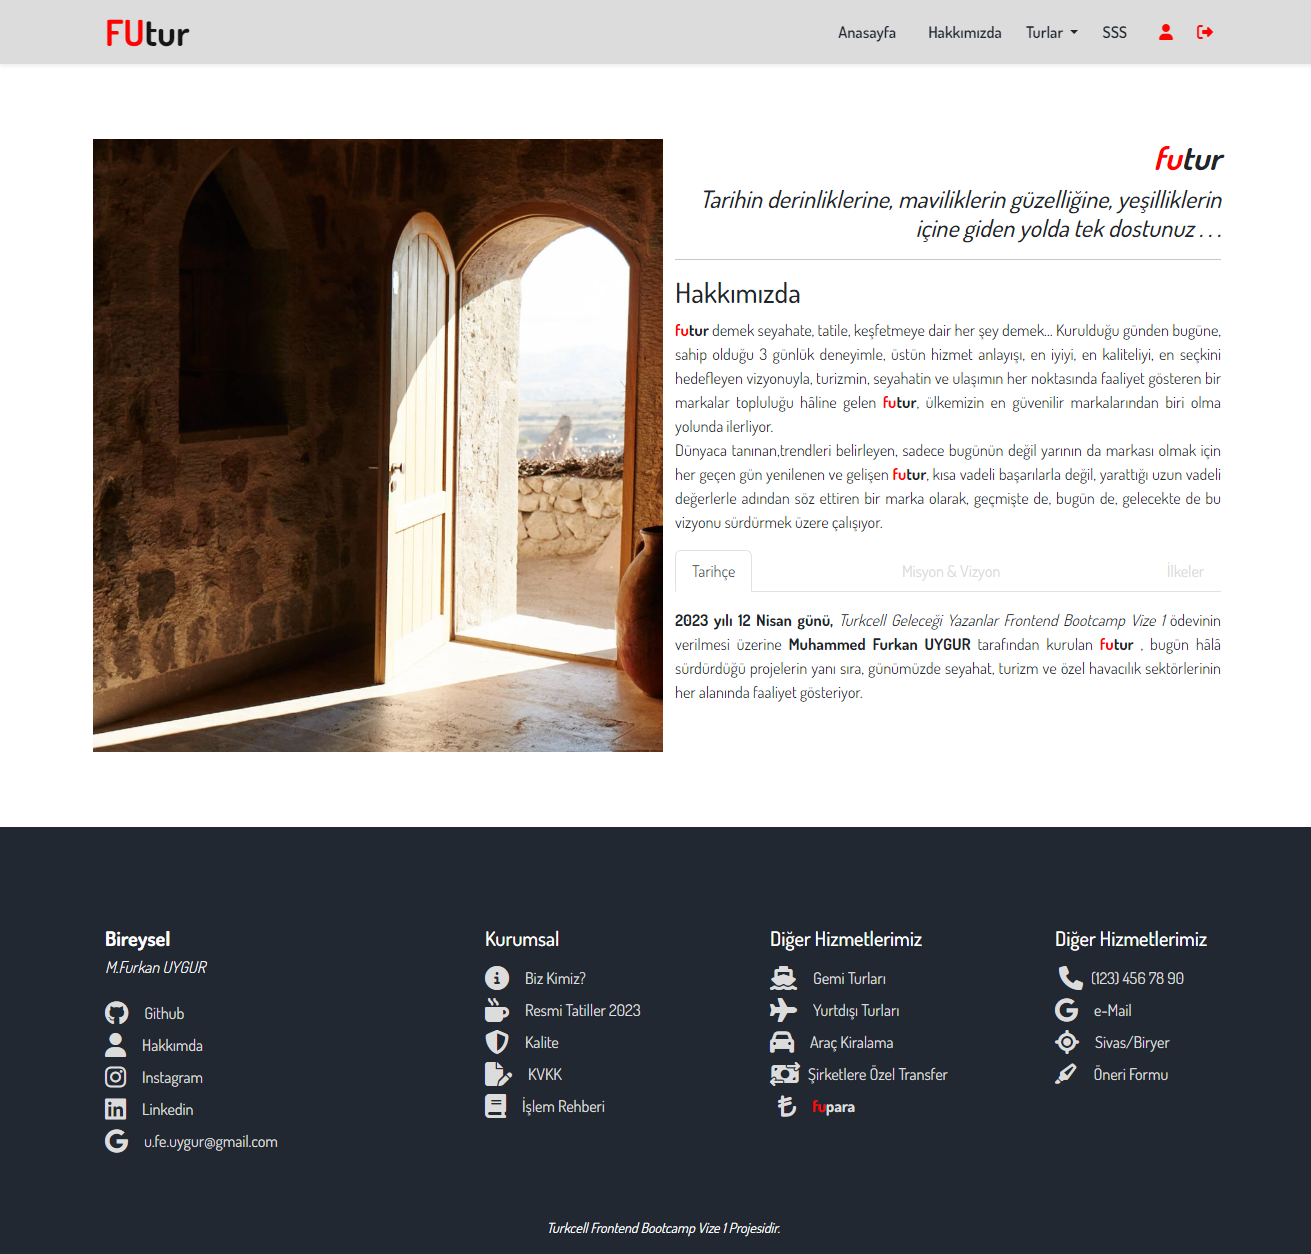 FUtur
Anasayfa Hakkımızda Turlar SSS
futur
Tarihin derinliklerine, maviliklerin güzelliğine, yeşilliklerin
içine giden yolda tek dostunuz . . .
Hakkımızda
futur demek seyahate, tatile, keşfetmeye dair her şey demek... Kurulduğu günden bugüne,
sahip olduğu 3 günlük deneyimle, üstün hizmet anlayışı, en iyiyi, en kaliteliyi, en seçkini
hedefleyen vizyonuyla, turizmin, seyahatin ve ulaşımın her noktasında faaliyet gösteren bir
markalar topluluğu hâline gelen futur, ülkemizin en güvenilir markalarından biri olma
yolunda ilerliyor.
Dünyaca tanınan,trendleri belirleyen, sadece bugünün değil yarının da markası olmak için
her geçen gün yenilenen ve gelişen futur, kısa vadeli başarılarla değil, yarattığı uzun vadeli
değerlerle adından söz ettiren bir marka olarak, geçmişte de, bugün de, gelecekte de bu
vizyonu sürdürmek üzere çalışıyor.
Tarihçe Misyon & Vizyon İlkeler
2023 yılı 12 Nisan günü, Turkcell Geleceği Yazanlar Frontend Bootcamp Vize 1 ödevinin
verilmesi üzerine Muhammed Furkan UYGUR tarafından kurulan futur , bugün hâlâ
sürdürdüğü projelerin yanı sıra, günümüzde seyahat, turizm ve özel havacılık sektörlerinin
her alanında faaliyet gösteriyor.
Bireysel
M.Furkan UYGUR
Github
Hakkımda
Instagram
Linkedin
u.fe.uygur@gmail.com
Kurumsal
Biz Kimiz?
Resmi Tatiller 2023
Kalite
KVKK
İşlem Rehberi
Diğer Hizmetlerimiz
Gemi Turları
Yurtdışı Turları
Araç Kiralama
Şirketlere Özel Transfer
fupara
Diğer Hizmetlerimiz
(123) 456 78 90
e-Mail
Sivas/Biryer
Öneri Formu
Turkcell Frontend Bootcamp Vize 1 Projesidir.